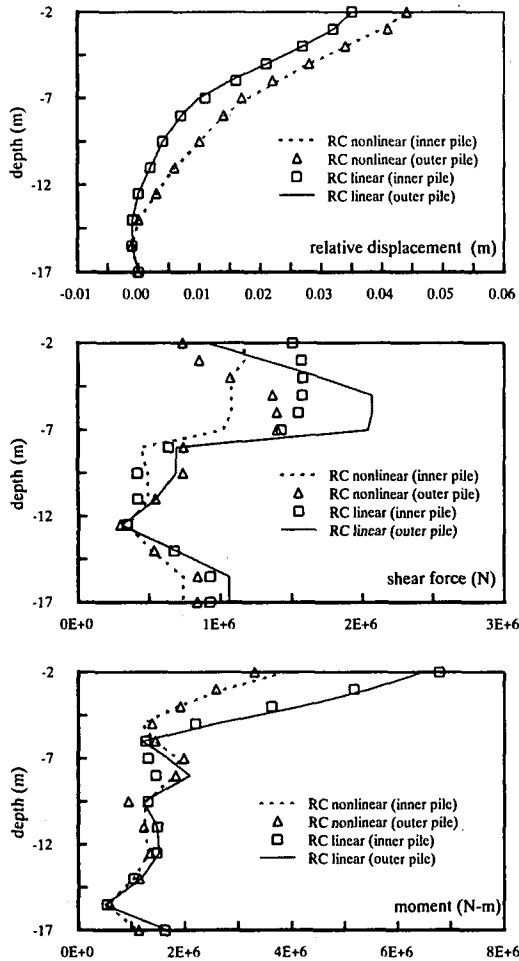 -2
-7
-12
-17
depth (m)
RC nonlinear (inner pile)
RC nonlinear (outer pile)
RC linear (inner pile)
RC linear (outer pile)
relative displacement (m)
-0.01 0.00 0.01 0.02 0.03 0.04 0.05 0.06
-2
-7
-12
-17
depth (m)
RC nonlinear (inner pile)
RC nonlinear (outer pile)
RC linear (inner pile)
RC linear (outer pile)
shear force (N)
0E+0 1E+6 2E+6 3E+6
-2
-7
-12
-17
depth (m)
RC nonlinear (inner pile)
RC nonlinear (outer pile)
RC linear (inner pile)
RC linear (outer pile)
moment (N-m)
0E+0 2E+6 4E+6 6E+6 8E+6